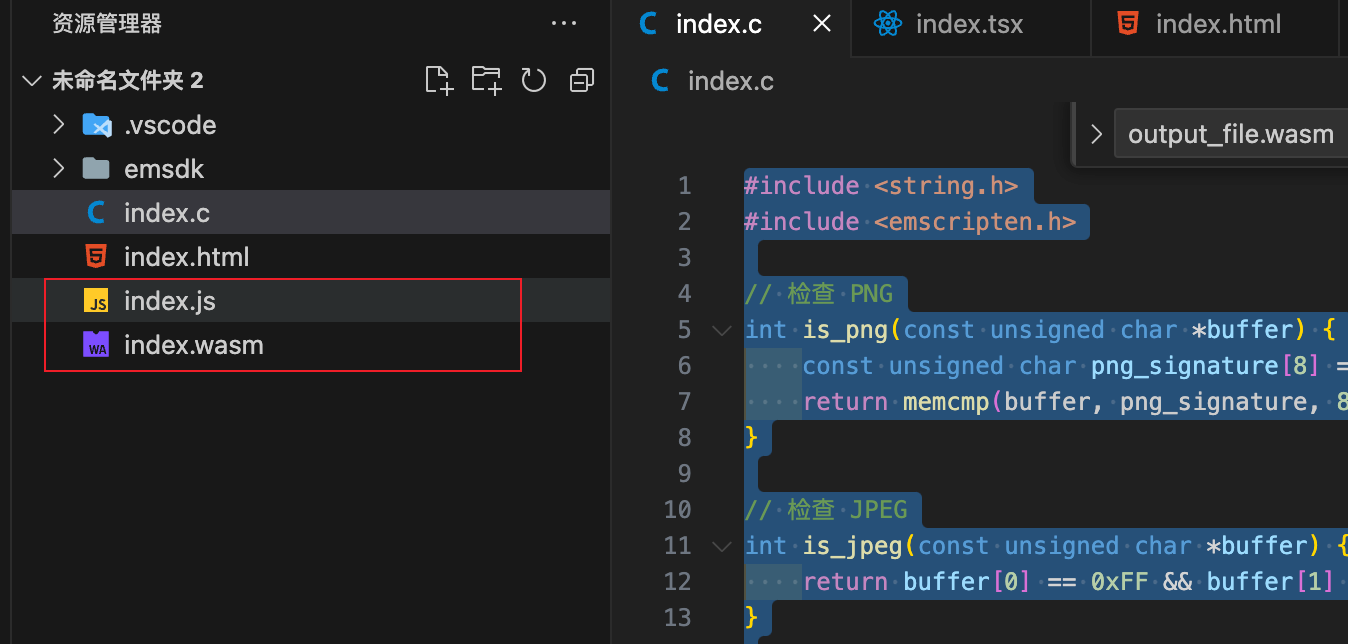 资源管理器
未命名文件夹 2
.vscode
emsdk
index.c
index.html
index.js
index.wasm
index.c
index.tsx
index.html
index.c
output_file.wasm
1 #include <string.h>
2 #include <emscripten.h>
3
4 // 检查 PNG
5 int is_png(const unsigned char *buffer) {
6 const unsigned char png_signature[8] =
7 return memcmp(buffer, png_signature, 8
8 }
9
10 // 检查 JPEG
11 int is_jpeg(const unsigned char *buffer) {
12 return buffer[0] == 0xFF && buffer[1]
13 }